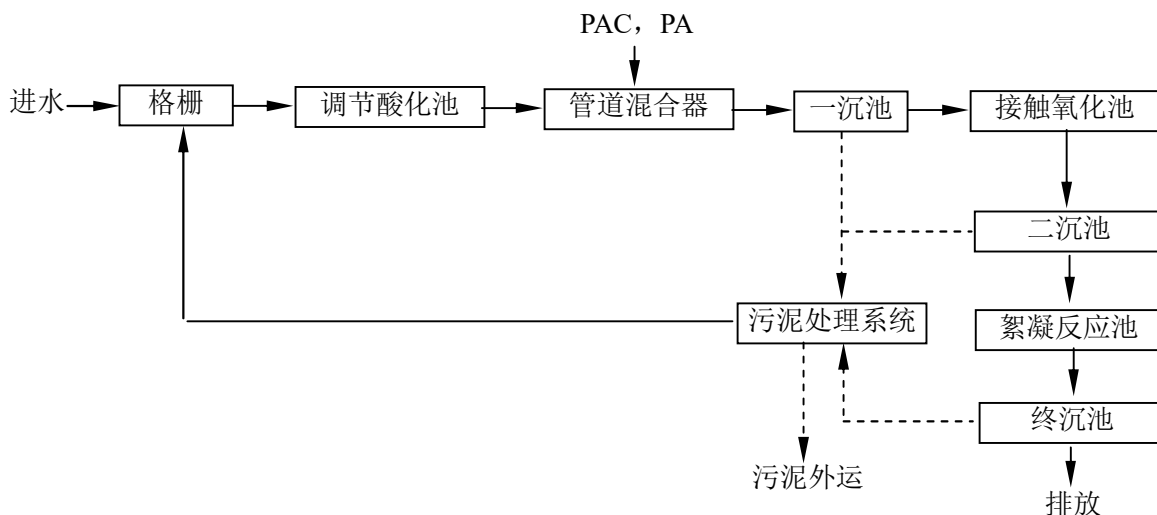 PAC，PA
进水
格栅
调节酸化池
管道混合器
一沉池
接触氧化池
二沉池
污泥处理系统
絮凝反应池
终沉池
污泥外运
排放